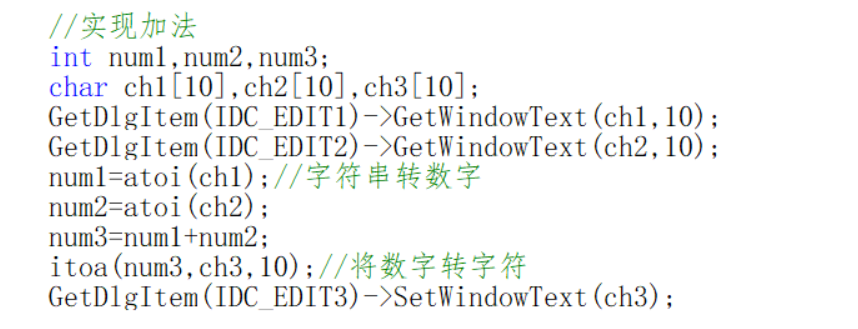 //实现加法
int num1,num2,num3;
char ch1[10],ch2[10],ch3[10];
GetDlgItem(IDC_EDIT1)->GetWindowText(ch1,10);
GetDlgItem(IDC_EDIT2)->GetWindowText(ch2,10);
num1=atoi(ch1);//字符串转数字
num2=atoi(ch2);
num3=num1+num2;
itoa(num3,ch3,10);//将数字转字符
GetDlgItem(IDC_EDIT3)->SetWindowText(ch3);